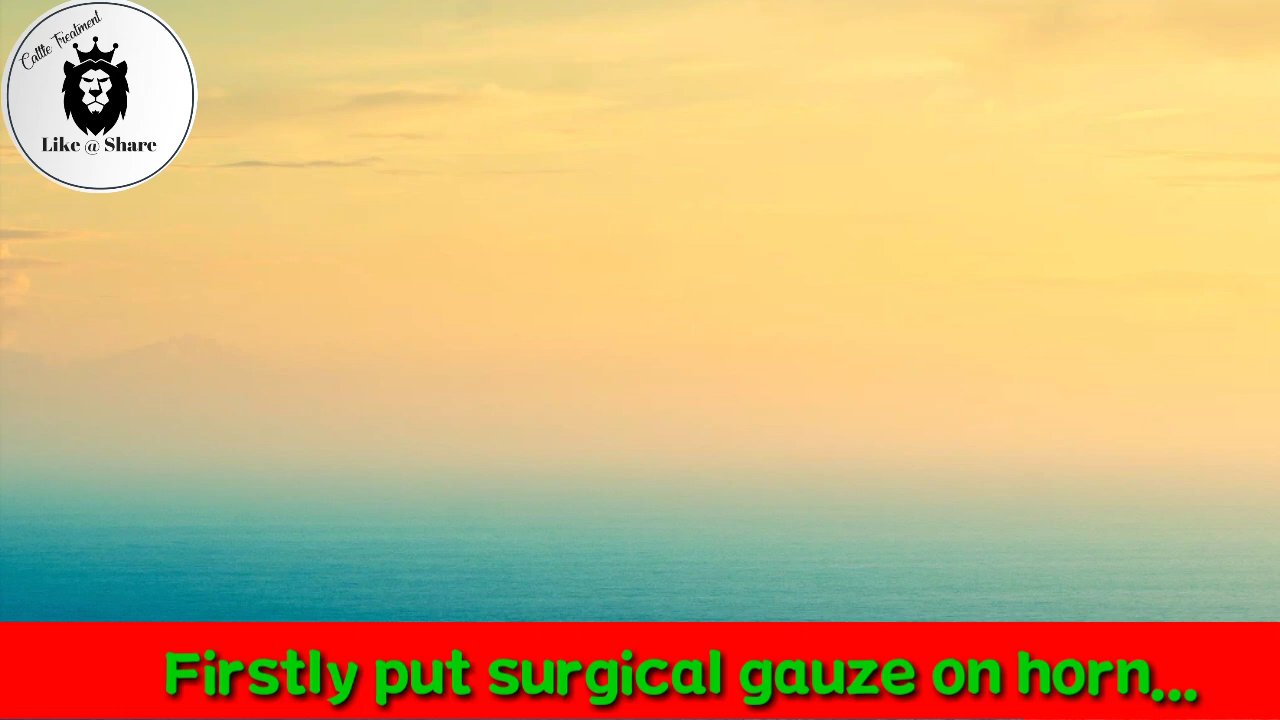 Cattle Treatment
Like @ Share
Firstly put surgical gauze on horn...